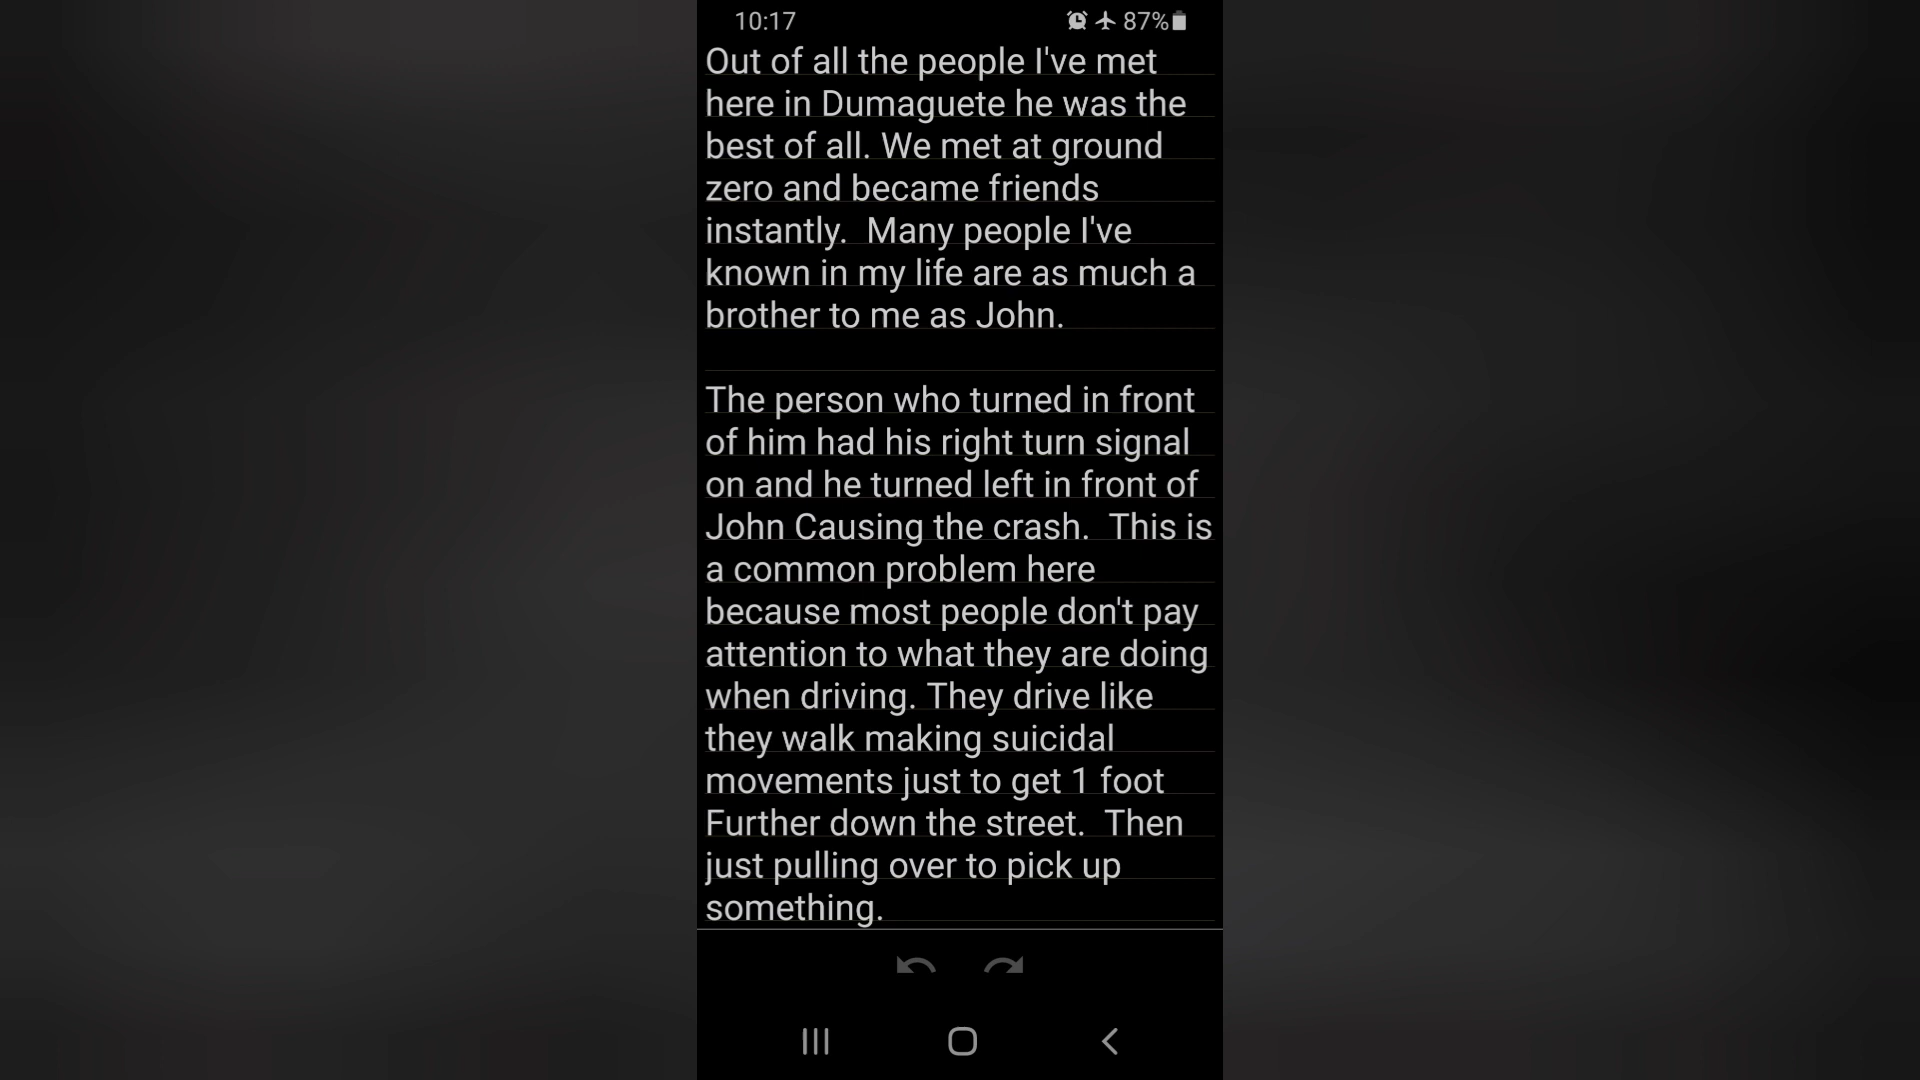 10:17 87%
Out of all the people I've met
here in Dumaguete he was the
best of all. We met at ground
zero and became friends
instantly.  Many people I've
known in my life are as much a
brother to me as John.
The person who turned in front
of him had his right turn signal
on and he turned left in front of
John Causing the crash.  This is
a common problem here
because most people don't pay
attention to what they are doing
when driving. They drive like
they walk making suicidal
movements just to get 1 foot
Further down the street.  Then
just pulling over to pick up
something.